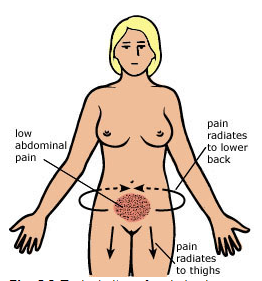 low
abdominal
pain
pain
radiates
to lower
back
pain
radiates
to thighs